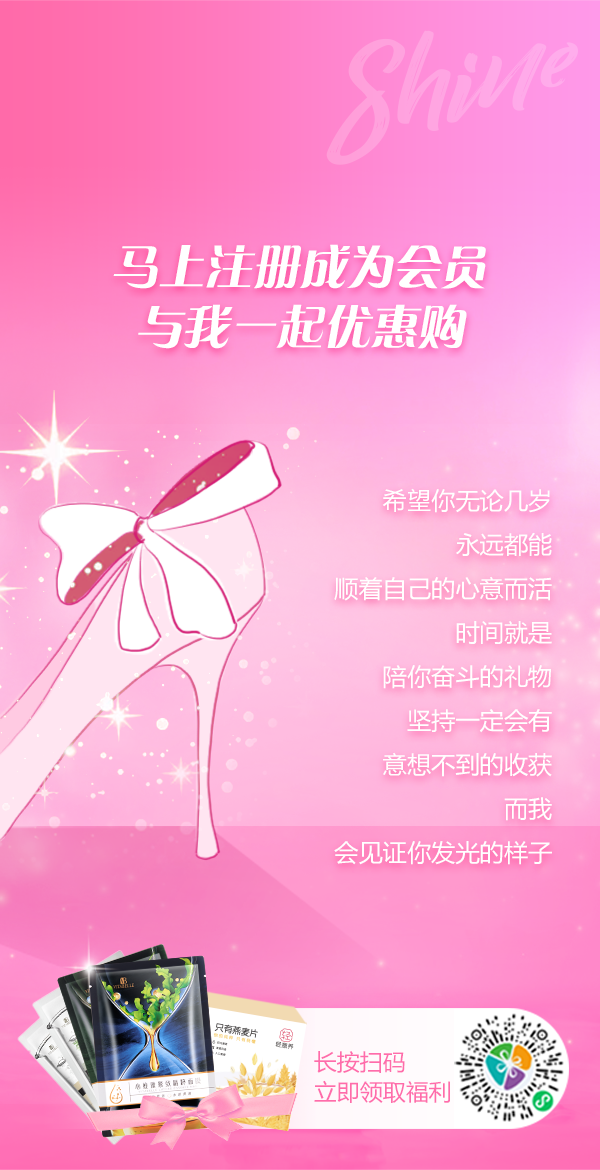 Shine
马上注册成为会员
与我一起优惠购
希望你无论几岁
永远都能
顺着自己的心意而活
时间就是
陪你奋斗的礼物
坚持一定会有
意想不到的收获
而我
会见证你发光的样子
只有燕麦片
长按扫码
立即领取福利